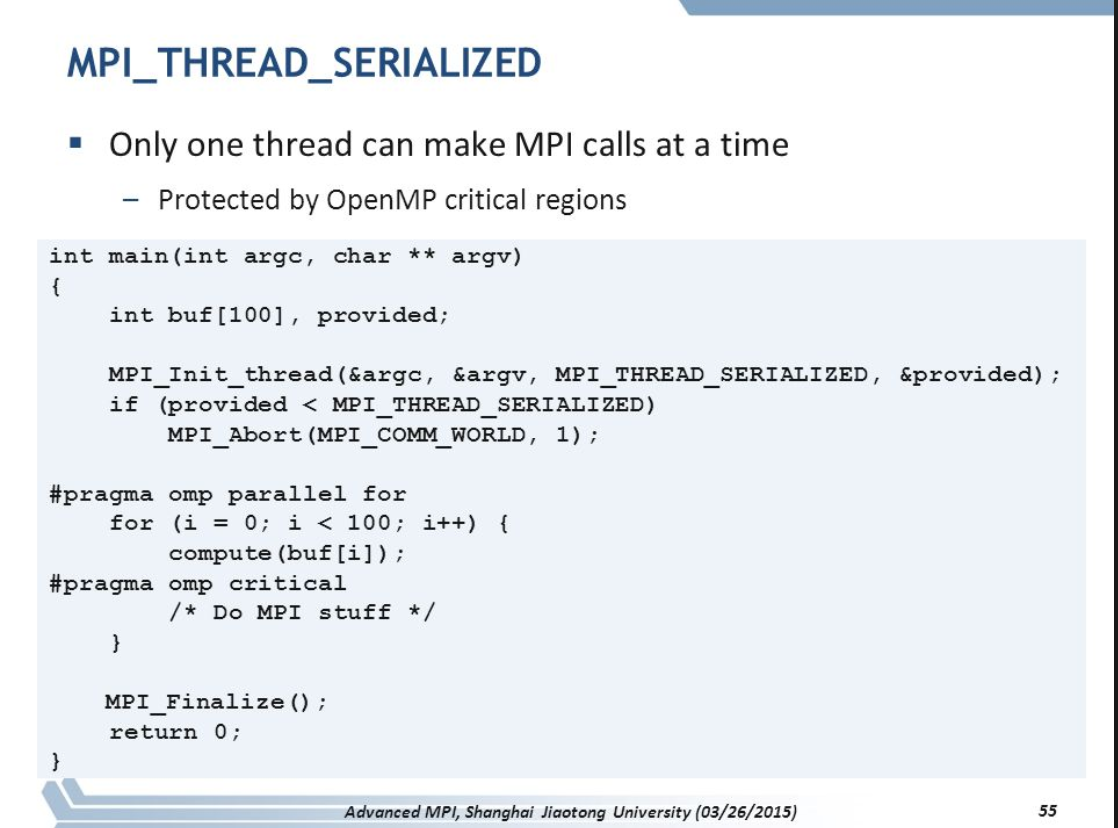 MPI_THREAD_SERIALIZED
▪ Only one thread can make MPI calls at a time
– Protected by OpenMP critical regions
int main(int argc, char ** argv)
{
    int buf[100], provided;

    MPI_Init_thread(&argc, &argv, MPI_THREAD_SERIALIZED, &provided);
    if (provided < MPI_THREAD_SERIALIZED)
        MPI_Abort(MPI_COMM_WORLD, 1);

#pragma omp parallel for
    for (i = 0; i < 100; i++) {
        compute(buf[i]);
#pragma omp critical
        /* Do MPI stuff */
    }

    MPI_Finalize();
    return 0;
}
Advanced MPI, Shanghai Jiaotong University (03/26/2015)
55